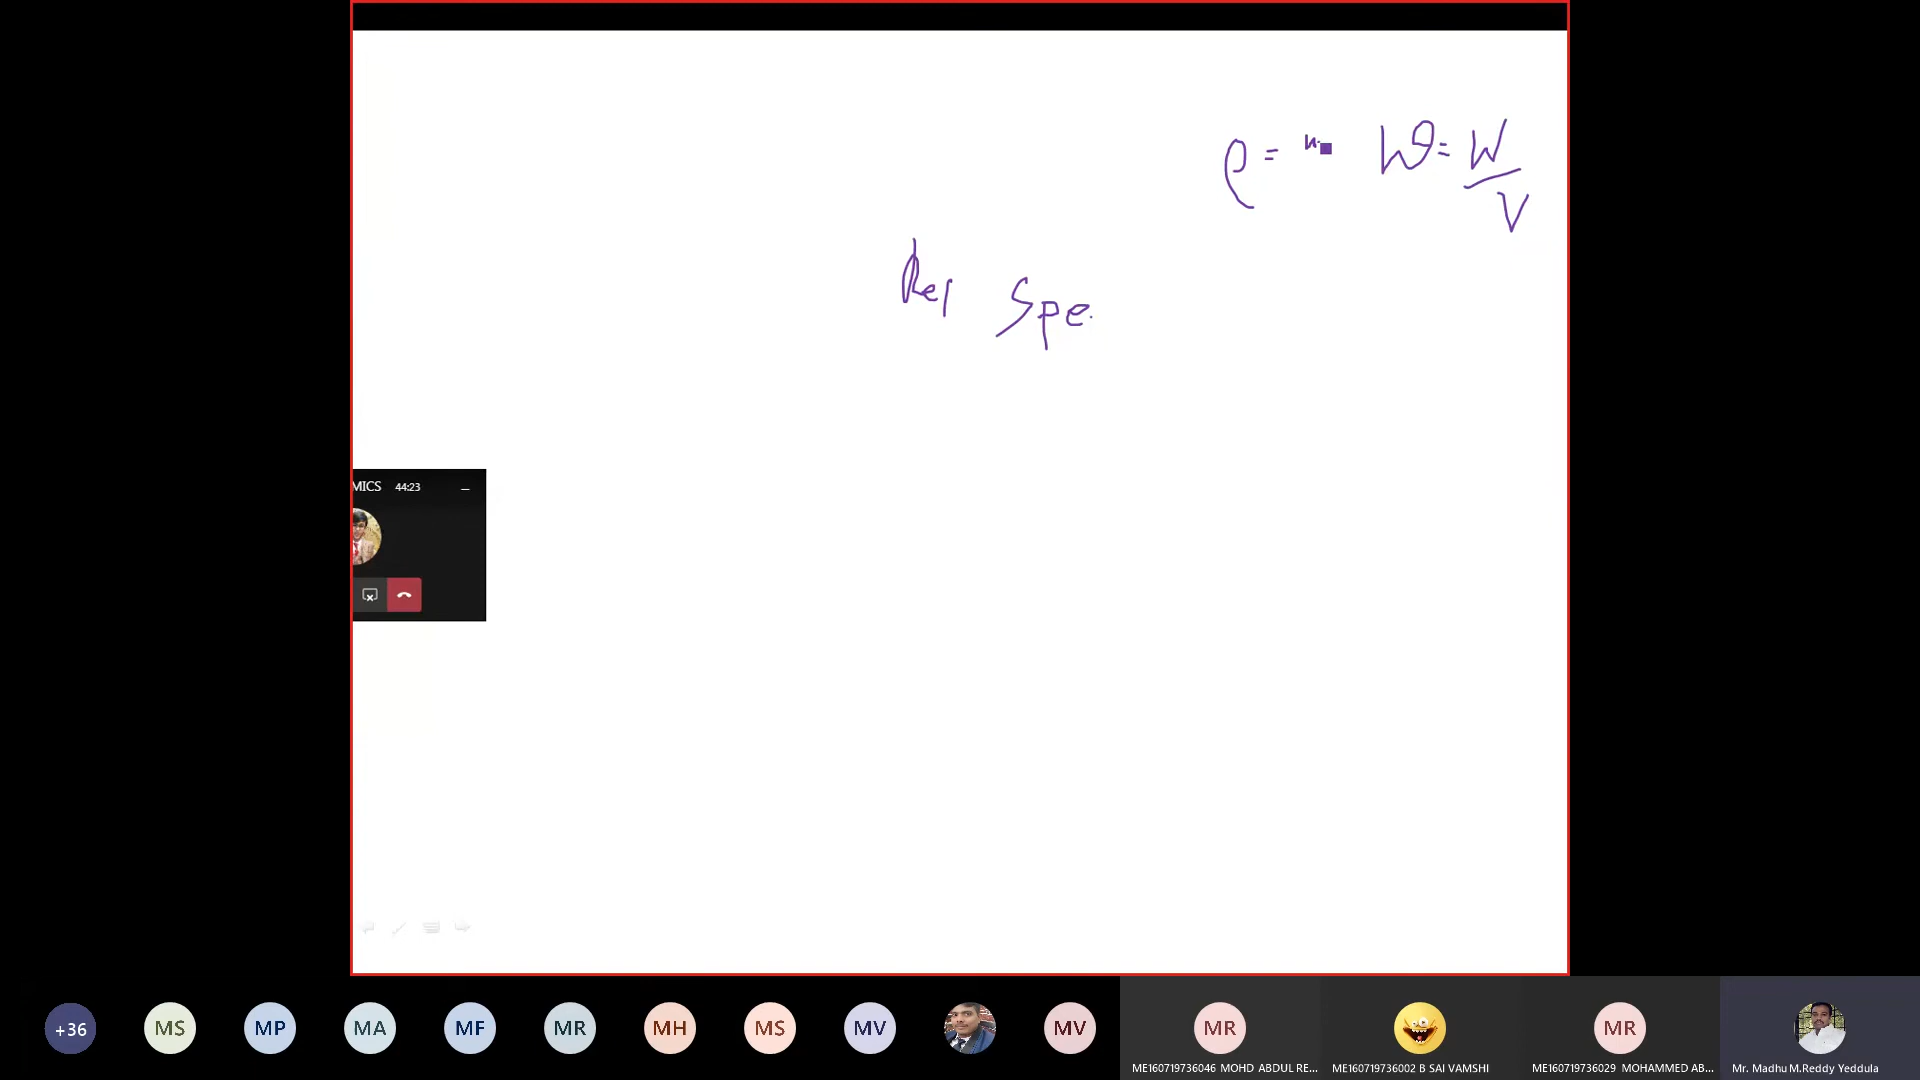 ρ = m W = W / V
Rel Spe.
MICS 44:23
+36 MS MP MA MF MR MH MS MV MV MR MR
ME160719736046 MOHD ABDUL RE... ME160719736002 B SAI VAMSHI ME160719736029 MOHAMMED AB... Mr. Madhu M.Reddy Yeddula